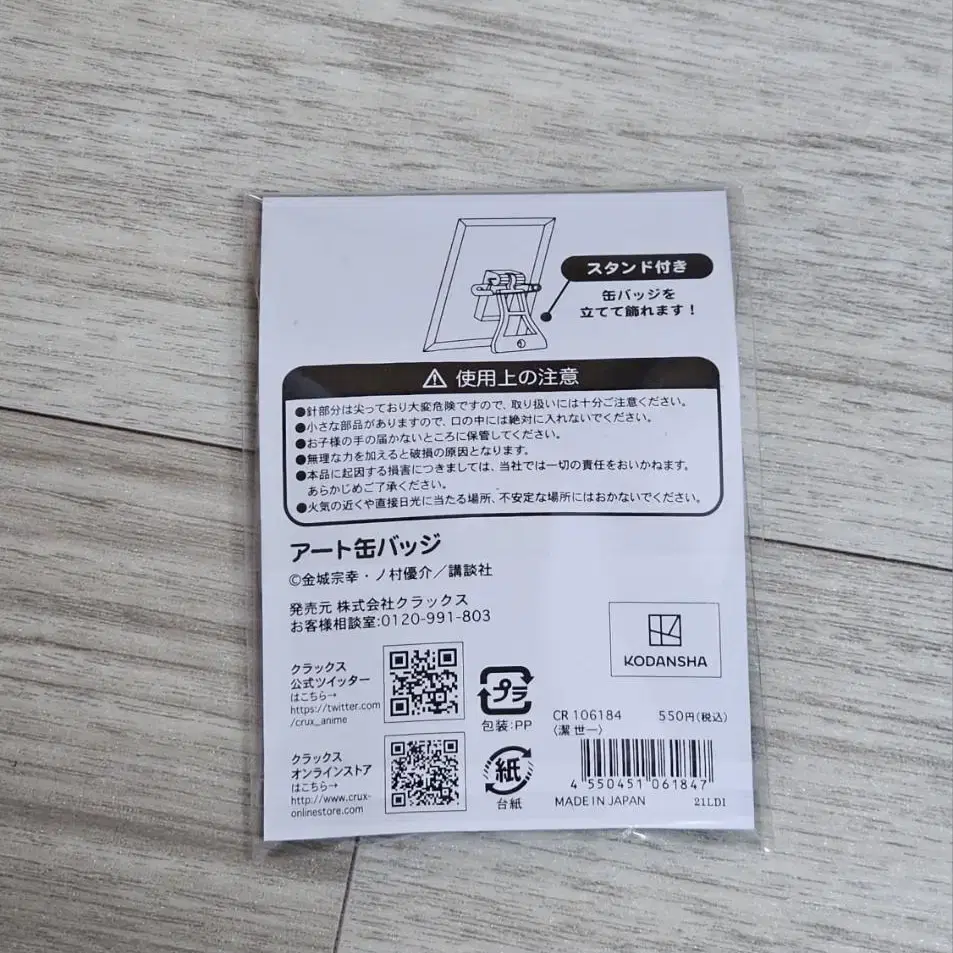 スタンド付き
缶バッジを
立てて飾れます！
使用上の注意
●針部分は尖っており大変危険ですので、取り扱いには十分ご注意ください。
●小さな部品がありますので、口の中には絶対に入れないでください。
●お子様の手の届かないところに保管してください。
●無理な力を加えると破損の原因となります。
●本品に起因する損害につきましては、当社では一切の責任をおいかねます。
あらかじめご了承ください。
●火気の近くや直接日光に当たる場所、不安定な場所にはおかないでください。
アート缶バッジ
©金城宗幸・ノ村優介／講談社
発売元 株式会社クラックス
お客様相談室:0120-991-803
KODANSHA
クラックス
公式ツイッター
はこちら→
https://twitter.com
/crux_anime
プラ
包装:PP
クラックス
オンラインストア
はこちら→
http://www.crux-
onlinestore.com
紙
台紙
CR 106184 550円(税込)
〈潔 世一〉
4 550451 061847
MADE IN JAPAN 21LDI